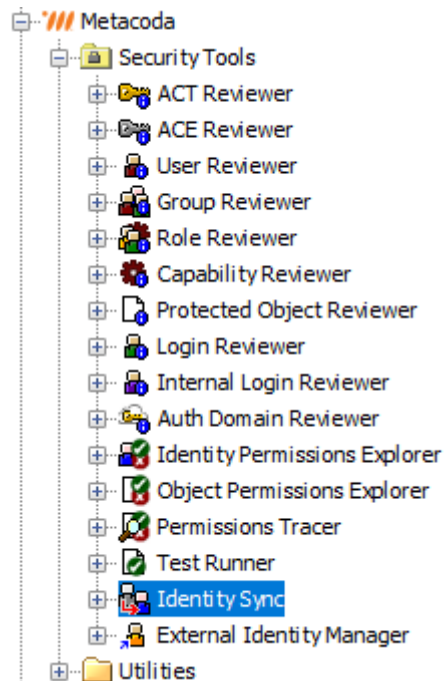 Metacoda
Security Tools
ACT Reviewer
ACE Reviewer
User Reviewer
Group Reviewer
Role Reviewer
Capability Reviewer
Protected Object Reviewer
Login Reviewer
Internal Login Reviewer
Auth Domain Reviewer
Identity Permissions Explorer
Object Permissions Explorer
Permissions Tracer
Test Runner
Identity Sync
External Identity Manager
Utilities